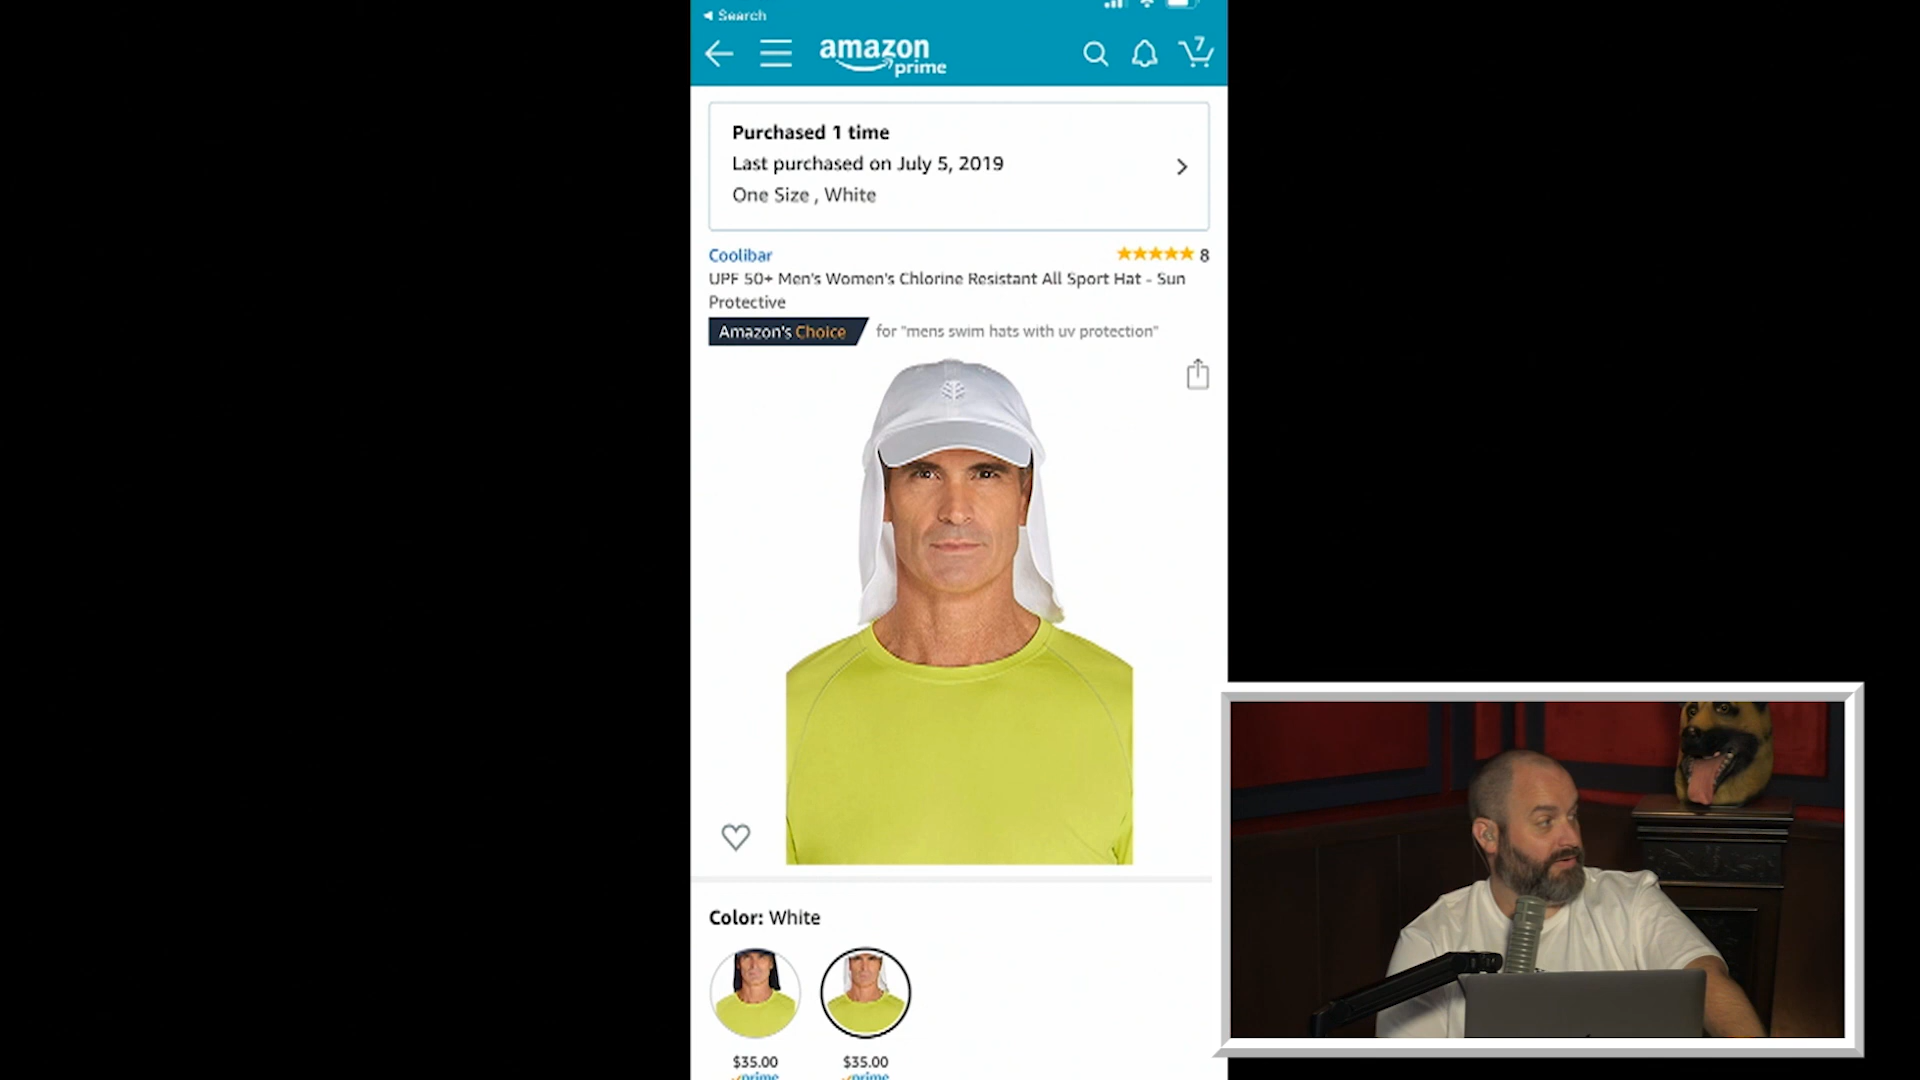 Search
amazon
prime
7
Purchased 1 time
Last purchased on July 5, 2019
One Size , White
Coolibar
8
UPF 50+ Men's Women's Chlorine Resistant All Sport Hat - Sun
Protective
Amazon's Choice for "mens swim hats with uv protection"
Color: White
$35.00 $35.00
prime prime